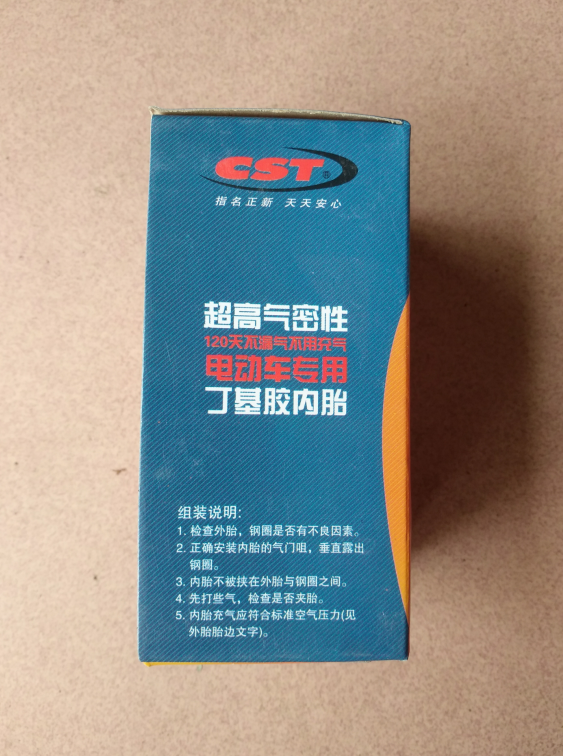 CST®
指名正新 天天安心
超高气密性
120天不漏气不用充气
电动车专用
丁基胶内胎
组装说明:
1. 检查外胎，钢圈是否有不良因素。
2. 正确安装内胎的气门咀，垂直露出
钢圈。
3. 内胎不被挟在外胎与钢圈之间。
4. 先打些气，检查是否夹胎。
5. 内胎充气应符合标准空气压力(见
外胎胎边文字)。